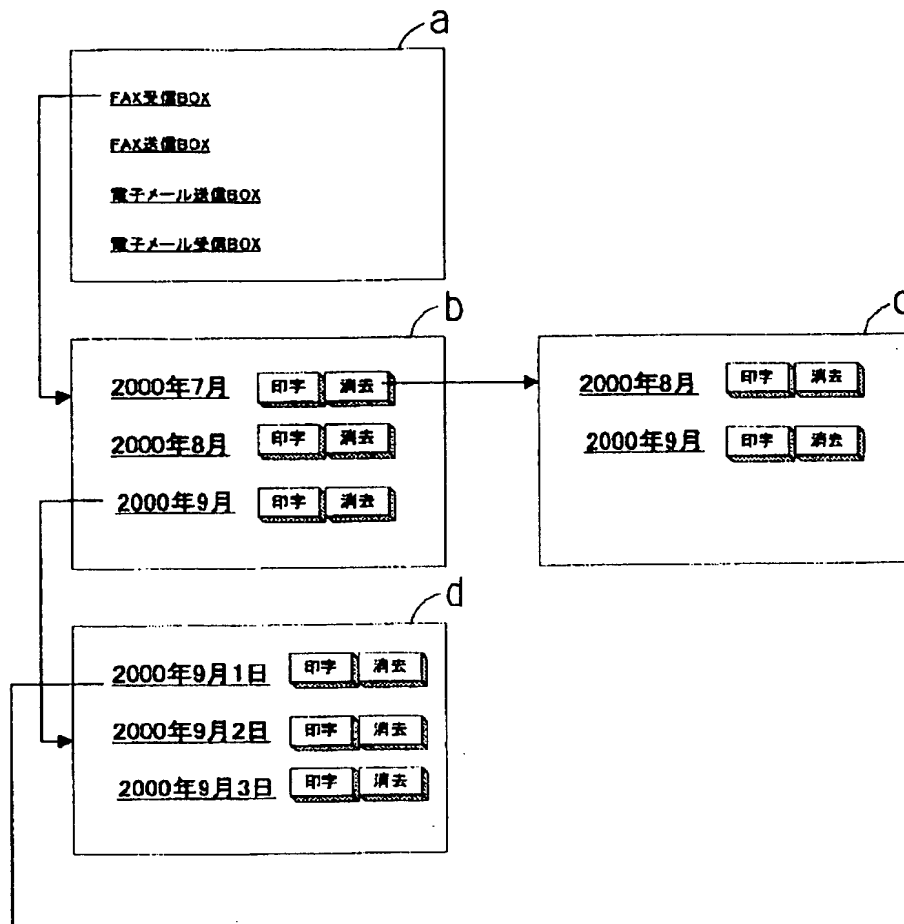 a
FAX受信BOX
FAX送信BOX
電子メール送信BOX
電子メール受信BOX
b
2000年7月 印字 消去
2000年8月 印字 消去
2000年9月 印字 消去
2000年8月 印字 消去
2000年9月 印字 消去
d
2000年9月1日 印字 消去
2000年9月2日 印字 消去
2000年9月3日 印字 消去